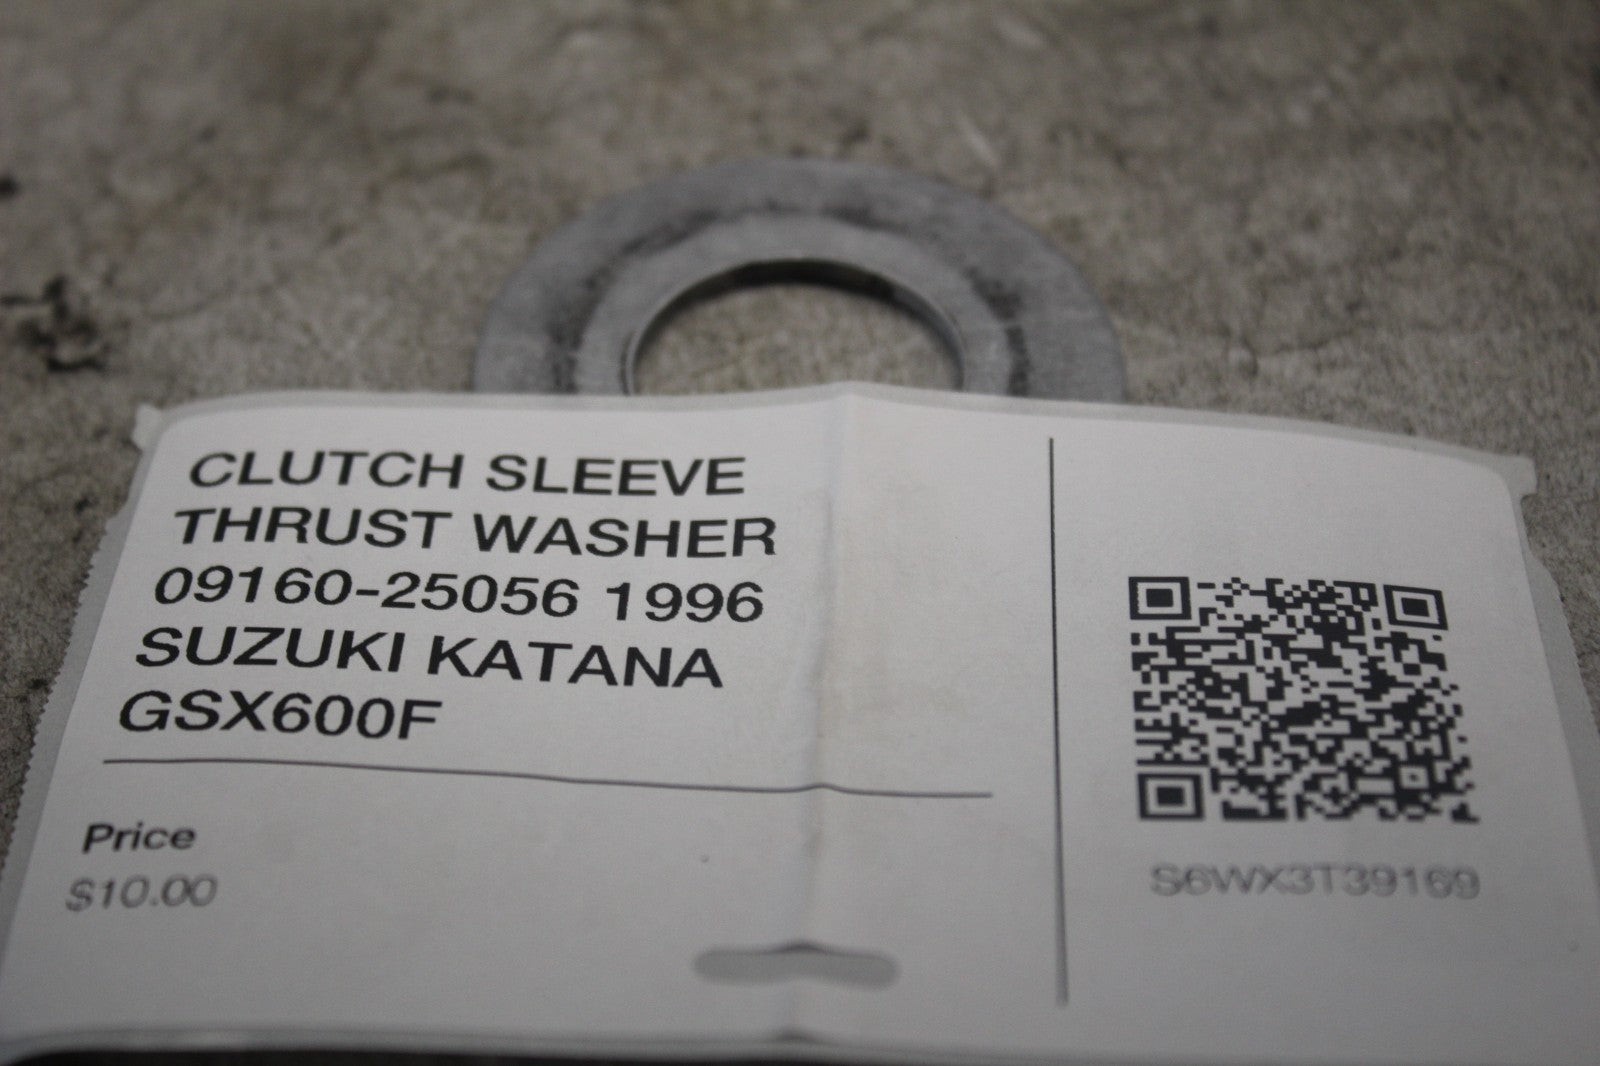 CLUTCH SLEEVE
THRUST WASHER
09160-25056 1996
SUZUKI KATANA
GSX600F
Price
$10.00
S6WX3T39169